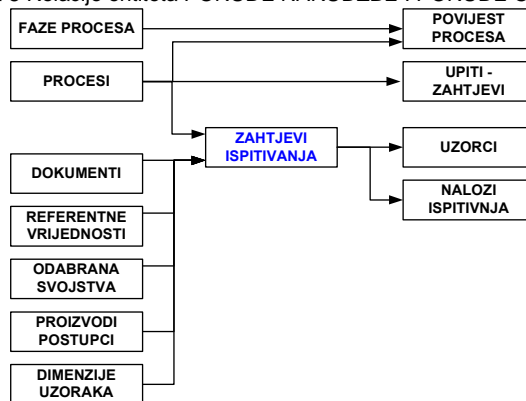 FAZE PROCESA
POVIJEST
PROCESA
PROCESI
UPITI -
ZAHTJEVI
ZAHTJEVI
ISPITIVANJA
UZORCI
DOKUMENTI
NALOZI
ISPITIVNJA
REFERENTNE
VRIJEDNOSTI
ODABRANA
SVOJSTVA
PROIZVODI
POSTUPCI
DIMENZIJE
UZORAKA